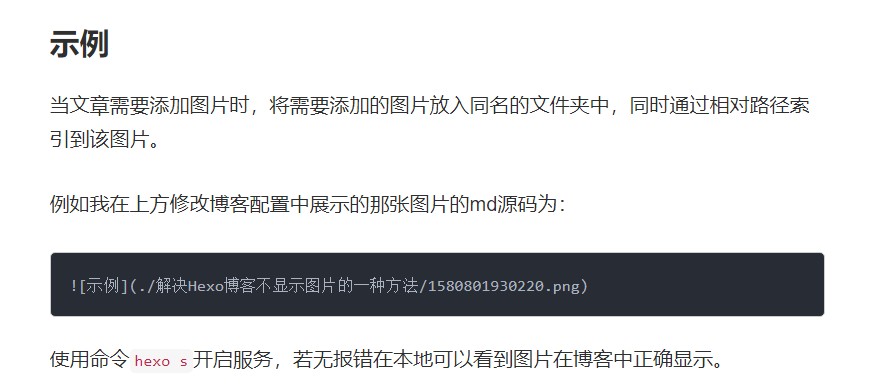 示例
当文章需要添加图片时，将需要添加的图片放入同名的文件夹中，同时通过相对路径索
引到该图片。
例如我在上方修改博客配置中展示的那张图片的md源码为：
![示例](./解决Hexo博客不显示图片的一种方法/1580801930220.png)
使用命令hexo s开启服务，若无报错在本地可以看到图片在博客中正确显示。